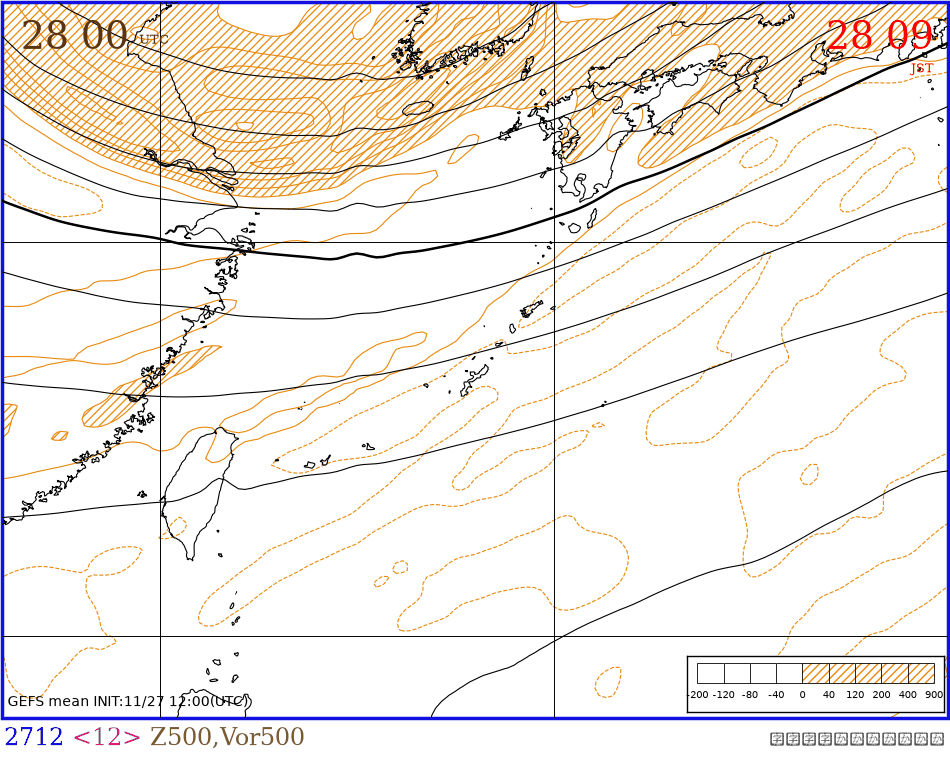 28 00 UTC
28 09
JST
-200 -120 -80 -40 0 40 120 200 400 900
GEFS mean INIT:11/27 12:00(UTC)
2712 <12> Z500,Vor500